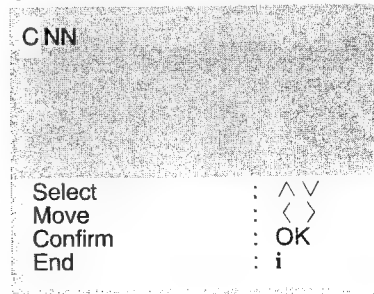 CNN
Select : ∧ ∨
Move : < >
Confirm : OK
End : i